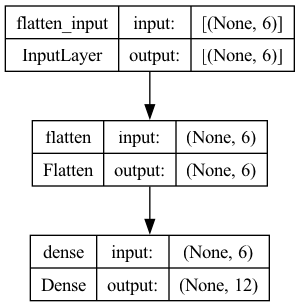 flatten_input input: [(None, 6)]
InputLayer output: [(None, 6)]
flatten input: (None, 6)
Flatten output: (None, 6)
dense input: (None, 6)
Dense output: (None, 12)